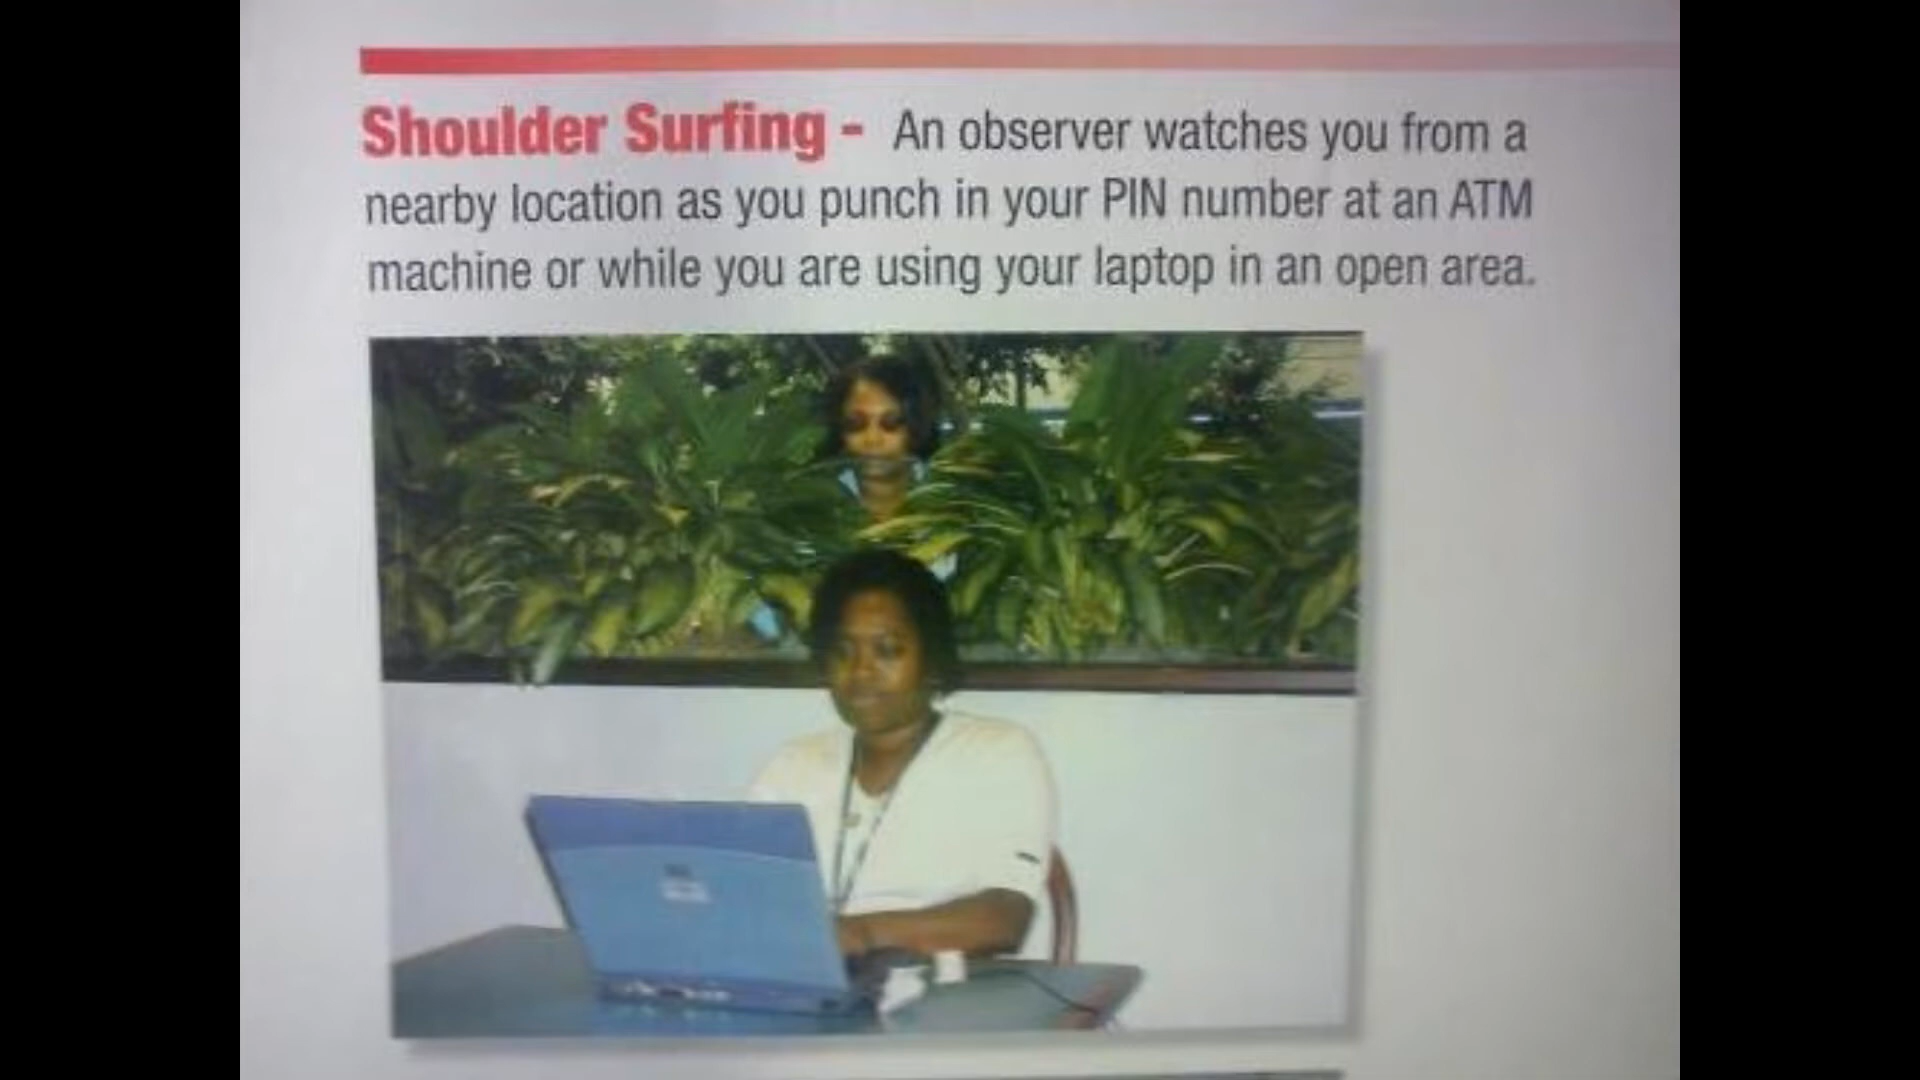 Shoulder Surfing - An observer watches you from a
nearby location as you punch in your PIN number at an ATM
machine or while you are using your laptop in an open area.